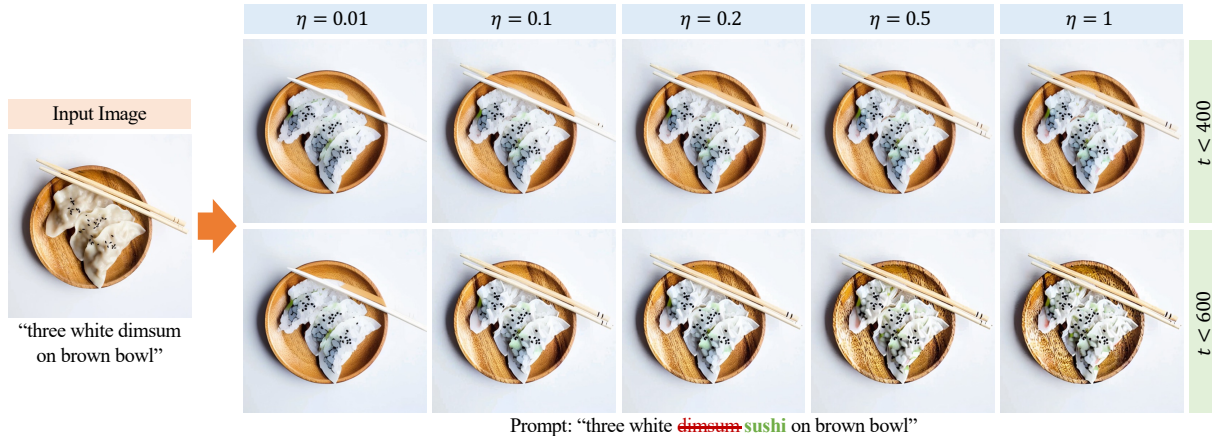 η = 0.01
η = 0.1
η = 0.2
η = 0.5
η = 1
Input Image
t < 400
“three white dimsum
on brown bowl”
t < 600
Prompt: “three white dimsum sushi on brown bowl”